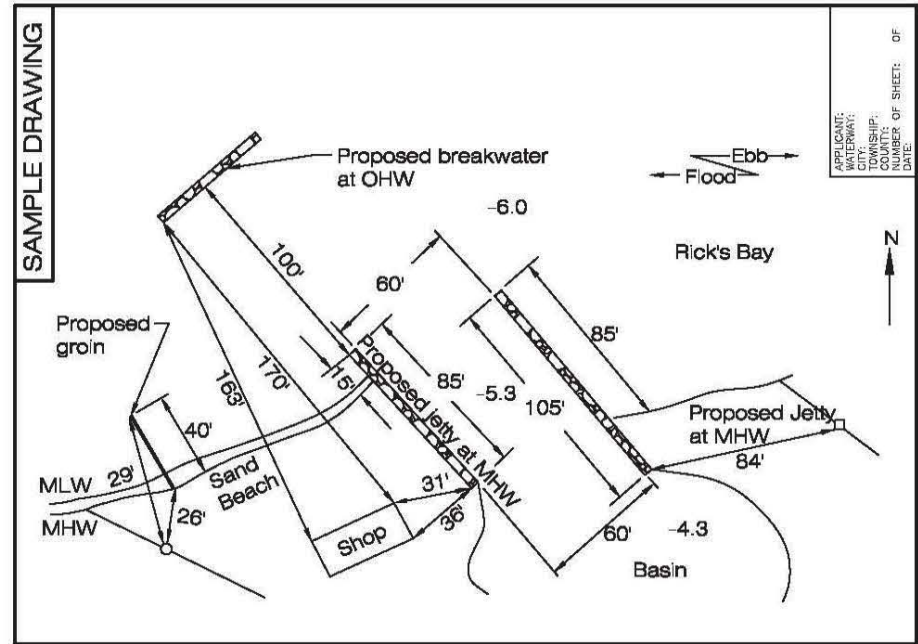 SAMPLE DRAWING
APPLICANT:
WATERWAY:
CITY:
TOWNSHIP:
COUNTY:
NUMBER OF SHEET: OF
DATE:
Proposed breakwater
at OHW
Ebb
Flood
-6.0
Rick's Bay
N
100'
60'
Proposed
groin
85'
15'
Proposed jetty at MHW
85'
-5.3
105'
163'
170'
40'
Proposed Jetty
at MHW
84'
Sand
Beach
29'
MLW
MHW
26'
31'
36'
Shop
60'
-4.3
Basin